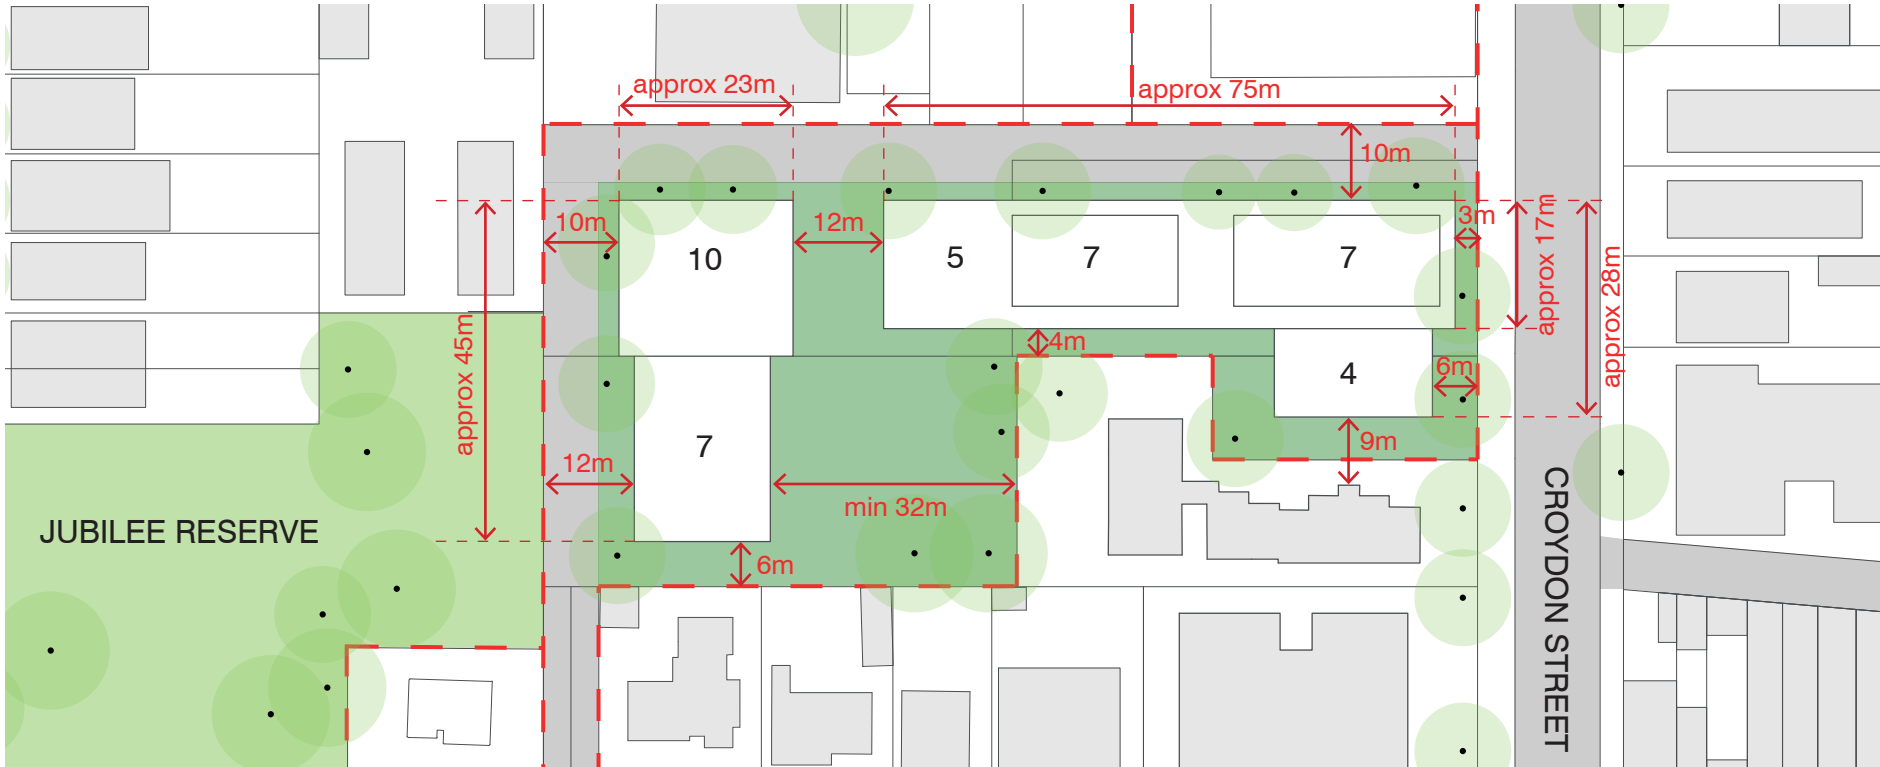 approx 23m
approx 75m
10m
10m
12m
3m
10
5
7
7
approx 17m
approx 28m
approx 45m
4m
4
6m
7
9m
12m
min 32m
6m
JUBILEE RESERVE
CROYDON STREET